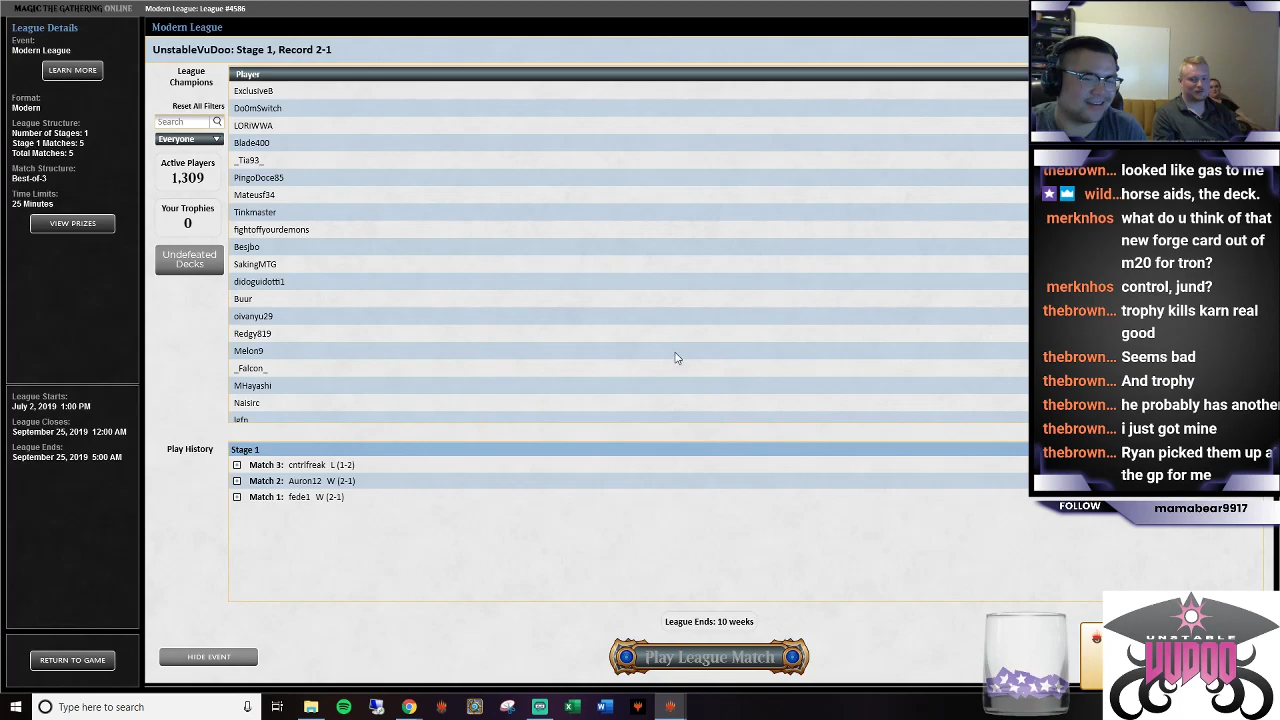 MAGIC THE GATHERING ONLINE
Modern League: League #4586
League Details
Event:
Modern League
LEARN MORE
Format:
Modern
League Structure:
Number of Stages: 1
Stage 1 Matches: 5
Total Matches: 5
Match Structure:
Best-of-3
Time Limits:
25 Minutes
VIEW PRIZES
League Starts:
July 2, 2019 1:00 PM
League Closes:
September 25, 2019 12:00 AM
League Ends:
September 25, 2019 5:00 AM
RETURN TO GAME
Modern League
UnstableVuDoo: Stage 1, Record 2-1
League
Champions
Reset All Filters
Search
Everyone
Active Players
1,309
Your Trophies
0
Undefeated
Decks
Player
ExclusiveB
Do0mSwitch
LORiWWA
Blade400
_Tia93_
PingoDoce85
Mateusf34
Tinkmaster
fightoffyourdemons
Besjbo
SakingMTG
didoguidotti1
Buur
oivanyu29
Redgy819
Melon9
_Falcon_
MHayashi
Nalsirc
Play History
Stage 1
Match 3: cntrlfreak L (1-2)
Match 2: Auron12 W (2-1)
Match 1: fede1 W (2-1)
League Ends: 10 weeks
HIDE EVENT
Play League Match
thebrown... looked like gas to me
wild... horse aids, the deck.
merknhos what do u think of that
new forge card out of
m20 for tron?
merknhos control, jund?
thebrown... trophy kills karn real
good
thebrown... Seems bad
thebrown... And trophy
thebrown... he probably has another
thebrown... i just got mine
thebrown... Ryan picked them up a
the gp for me
FOLLOW
mamabear9917
UNSTABLE
VUDOO
Type here to search